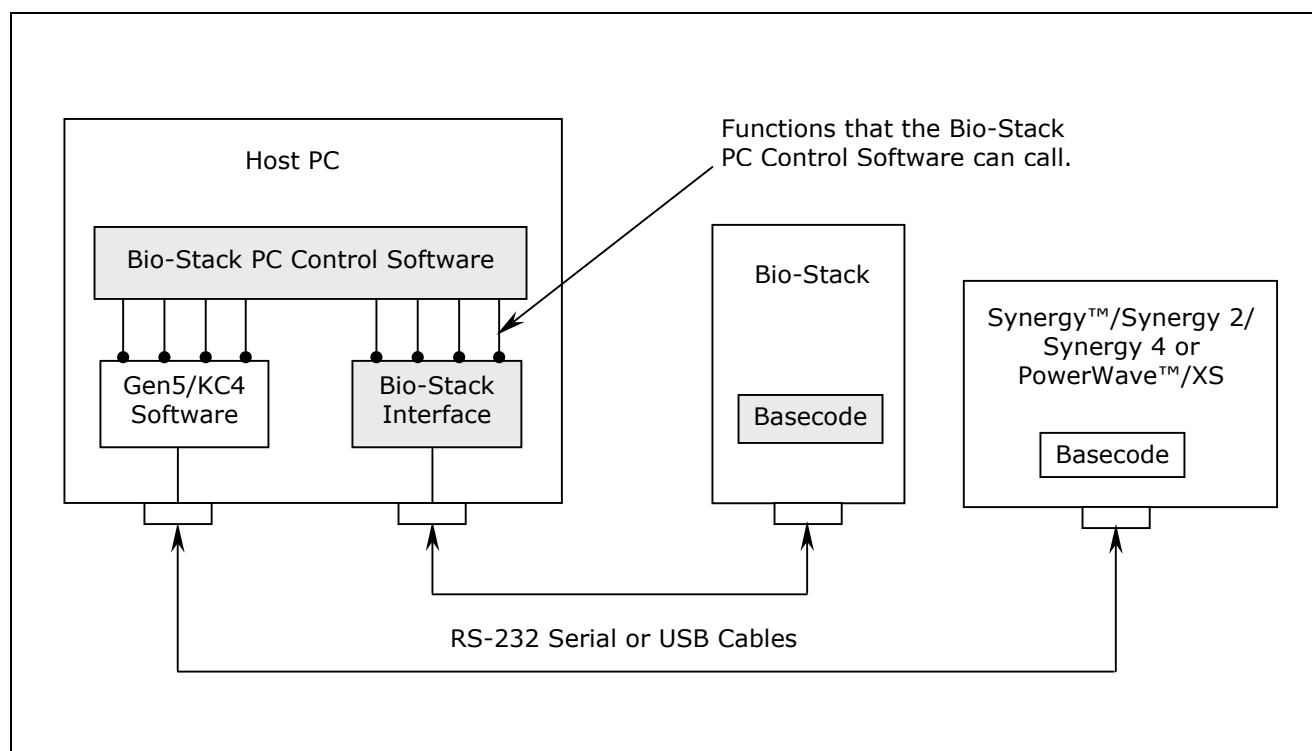 Functions that the Bio-Stack
PC Control Software can call.
Host PC
Bio-Stack PC Control Software
Gen5/KC4
Software
Bio-Stack
Interface
Bio-Stack
Basecode
Synergy™/Synergy 2/
Synergy 4 or
PowerWave™/XS
Basecode
RS-232 Serial or USB Cables